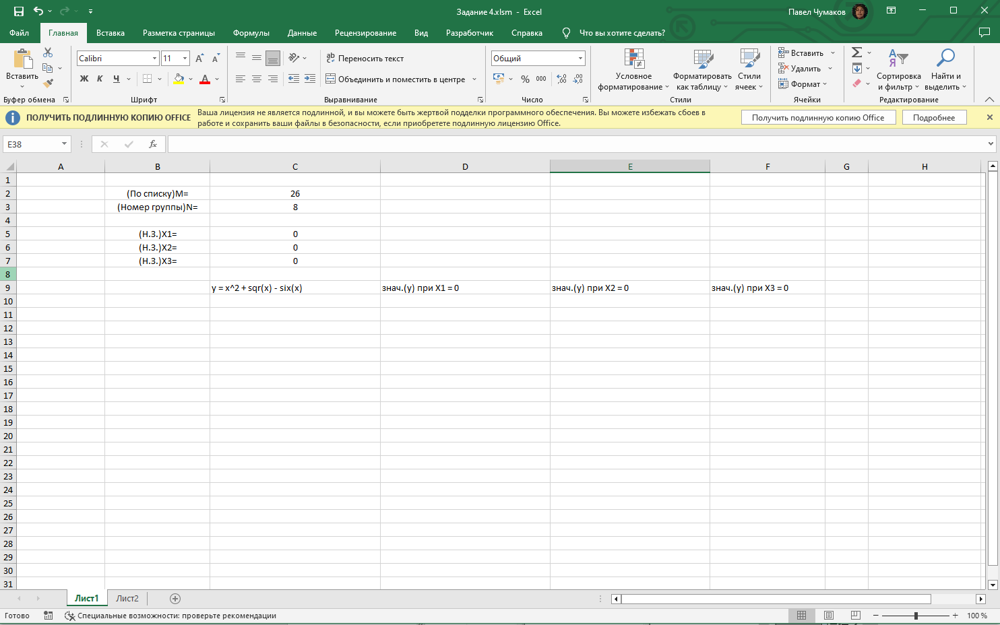 Задание 4.xlsm - Excel
Павел Чумаков
Файл Главная Вставка Разметка страницы Формулы Данные Рецензирование Вид Разработчик Справка Что вы хотите сделать?
Вставить
Буфер обмена
Calibri 11
Ж К Ч
Шрифт
Переносить текст
Объединить и поместить в центре
Выравнивание
Общий
% 000
Число
Условное форматирование
Форматировать как таблицу
Стили ячеек
Стили
Вставить
Удалить
Формат
Ячейки
Сортировка и фильтр
Найти и выделить
Редактирование
ПОЛУЧИТЬ ПОДЛИННУЮ КОПИЮ OFFICE
Ваша лицензия не является подлинной, и вы можете быть жертвой подделки программного обеспечения. Вы можете избежать сбоев в
работе и сохранить ваши файлы в безопасности, если приобретете подлинную лицензию Office.
Получить подлинную копию Office
Подробнее
E38
fx
A B C D E F G H
1
2 (По списку)M= 26
3 (Номер группы)N= 8
4
5 (Н.З.)X1= 0
6 (Н.З.)X2= 0
7 (Н.З.)X3= 0
8
9 y = x^2 + sqr(x) - six(x) знач.(y) при X1 = 0 знач.(y) при X2 = 0 знач.(y) при X3 = 0
10
11
12
13
14
15
16
17
18
19
20
21
22
23
24
25
26
27
28
29
30
31
Лист1 Лист2
Готово
Специальные возможности: проверьте рекомендации
100 %